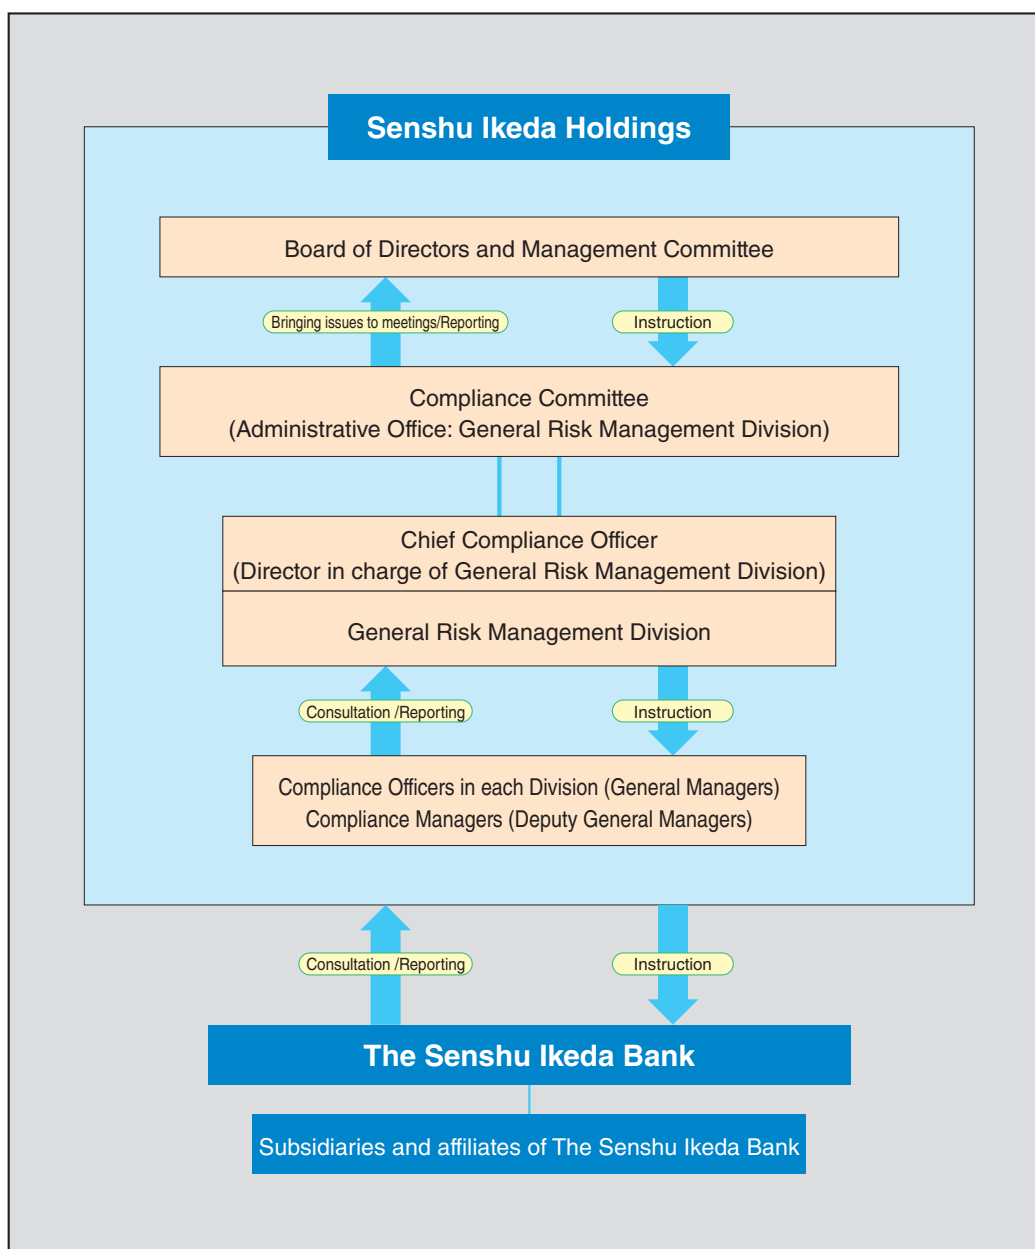 Senshu Ikeda Holdings
Board of Directors and Management Committee
Bringing issues to meetings/Reporting
Instruction
Compliance Committee
(Administrative Office: General Risk Management Division)
Chief Compliance Officer
(Director in charge of General Risk Management Division)
General Risk Management Division
Consultation /Reporting
Instruction
Compliance Officers in each Division (General Managers)
Compliance Managers (Deputy General Managers)
Consultation /Reporting
Instruction
The Senshu Ikeda Bank
Subsidiaries and affiliates of The Senshu Ikeda Bank